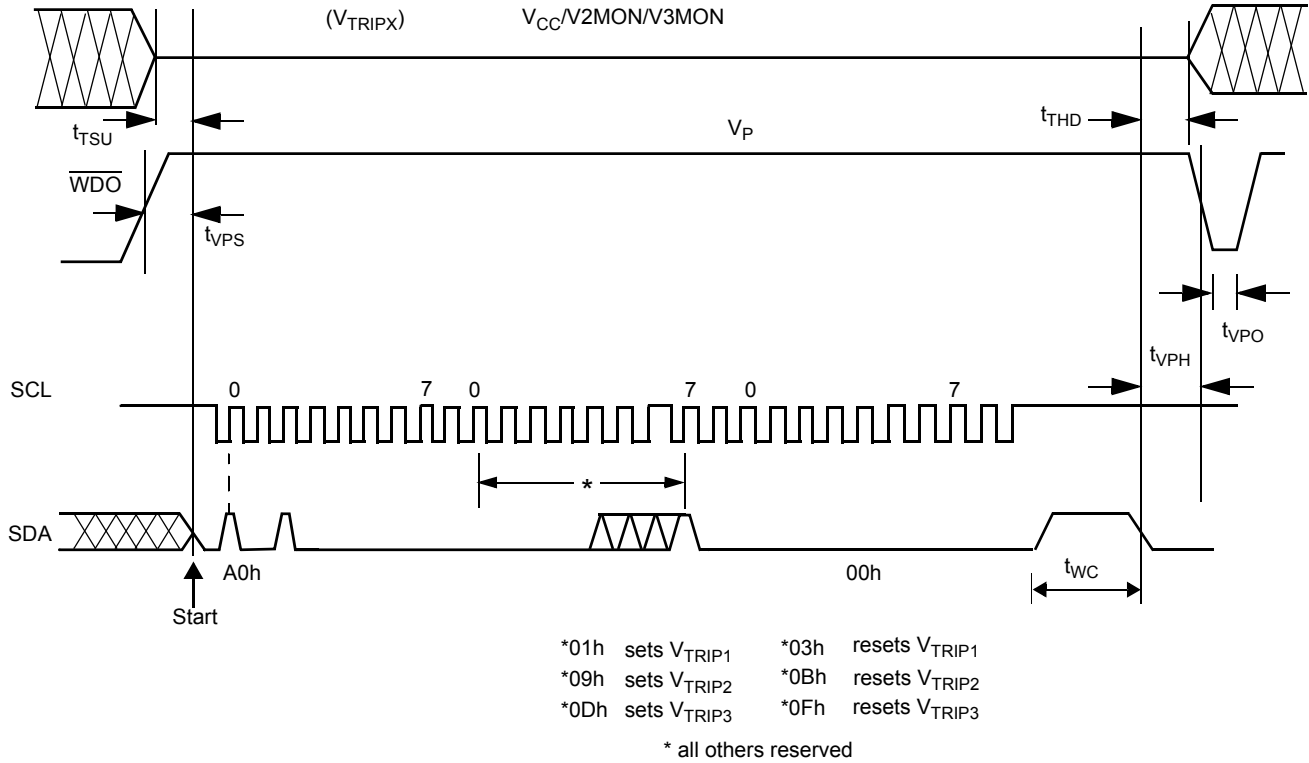 (VTRIPX) VCC/V2MON/V3MON
tTSU tTHD
VP
WDO
tVPS
tVPO
tVPH
SCL 0 7 0 7 0 7
*
SDA
A0h 00h tWC
Start
*01h sets VTRIP1 *03h resets VTRIP1
*09h sets VTRIP2 *0Bh resets VTRIP2
*0Dh sets VTRIP3 *0Fh resets VTRIP3
* all others reserved